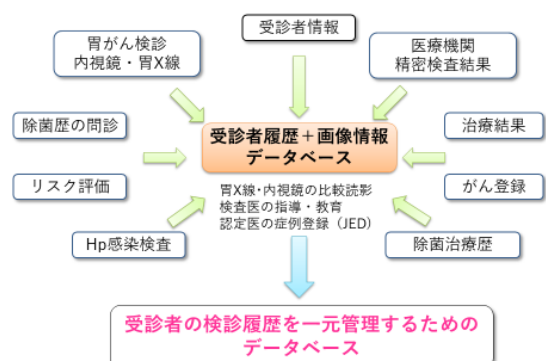 受診者情報
胃がん検診
内視鏡・胃X線
医療機関
精密検査結果
除菌歴の問診
受診者履歴＋画像情報
データベース
治療結果
リスク評価
胃X線・内視鏡の比較読影
検査医の指導・教育
認定医の症例登録（JED）
がん登録
Hp感染検査
除菌治療歴
受診者の検診履歴を一元管理するための
データベース